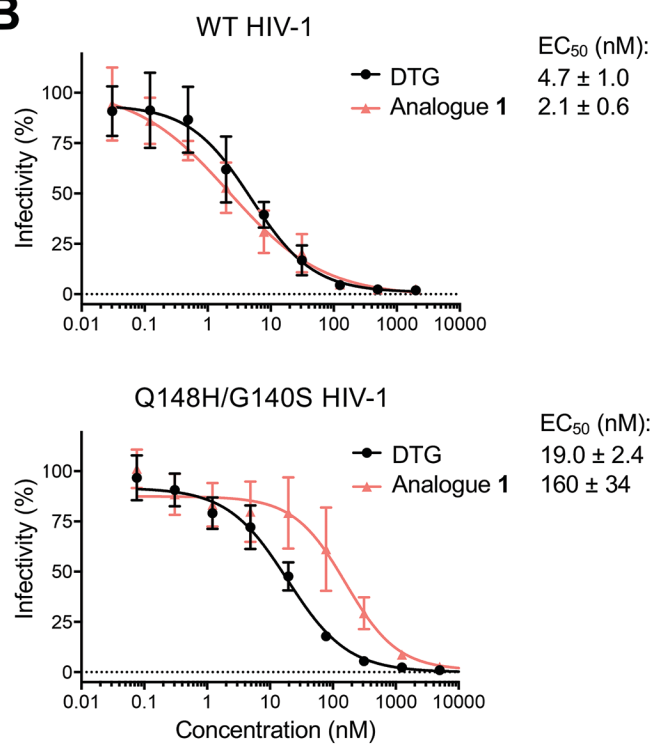 B
WT HIV-1
EC50 (nM):
DTG 4.7 ± 1.0
Analogue 1 2.1 ± 0.6
Infectivity (%)
100
75
50
25
0
0.01 0.1 1 10 100 1000 10000
Q148H/G140S HIV-1
EC50 (nM):
DTG 19.0 ± 2.4
Analogue 1 160 ± 34
Infectivity (%)
100
75
50
25
0
0.01 0.1 1 10 100 1000 10000
Concentration (nM)